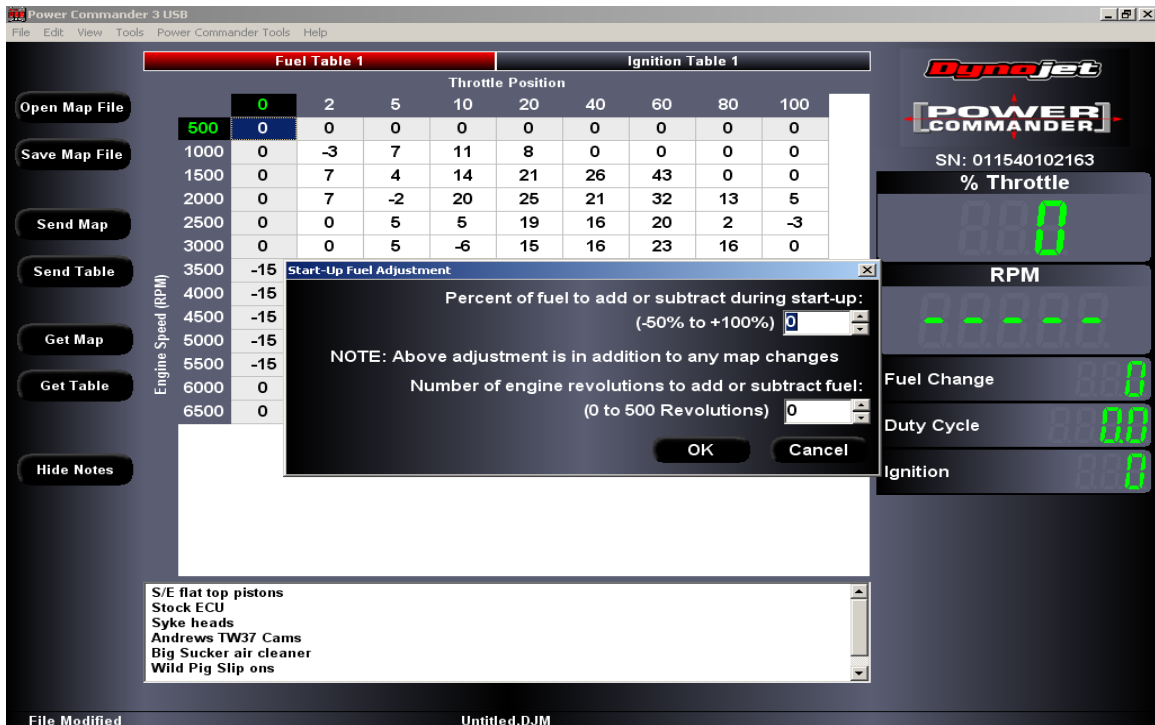 Power Commander 3 USB
File Edit View Tools Power Commander Tools Help
Fuel Table 1 Ignition Table 1
Throttle Position
0 2 5 10 20 40 60 80 100
500 0 0 0 0 0 0 0 0 0
1000 0 -3 7 11 8 0 0 0 0
1500 0 7 4 14 21 26 43 0 0
2000 0 7 -2 20 25 21 32 13 5
2500 0 0 5 5 19 16 20 2 -3
3000 0 0 5 -6 15 16 23 16 0
3500 -15
4000 -15
4500 -15
5000 -15
5500 -15
6000 0
6500 0
Engine Speed (RPM)
Open Map File
Save Map File
Send Map
Send Table
Get Map
Get Table
Hide Notes
Start-Up Fuel Adjustment
Percent of fuel to add or subtract during start-up:
(-50% to +100%) 0
NOTE: Above adjustment is in addition to any map changes
Number of engine revolutions to add or subtract fuel:
(0 to 500 Revolutions) 0
OK Cancel
Dynojet
POWER
COMMANDER
SN: 011540102163
% Throttle
0
RPM
- - - - -
Fuel Change 0
Duty Cycle 0.0
Ignition 0
S/E flat top pistons
Stock ECU
Syke heads
Andrews TW37 Cams
Big Sucker air cleaner
Wild Pig Slip ons
File Modified Untitled.DJM